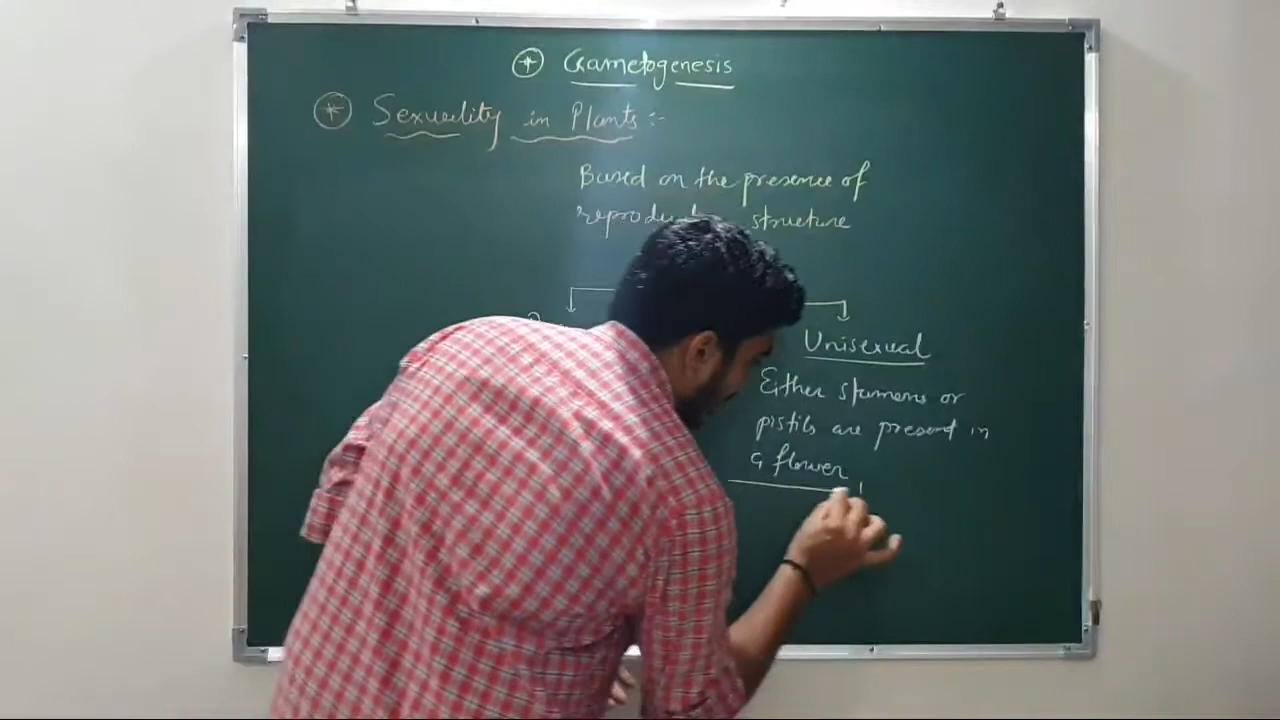 Gametogenesis
Sexuality in Plants :-
Based on the presence of
structure
Unisexual
Either stamens or
pistils are present in
a flower